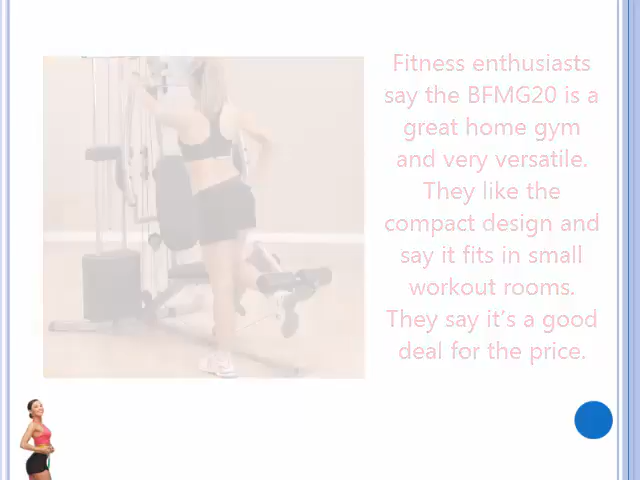 Fitness enthusiasts
say the BFMG20 is a
great home gym
and very versatile.
They like the
compact design and
say it fits in small
workout rooms.
They say it’s a good
deal for the price.